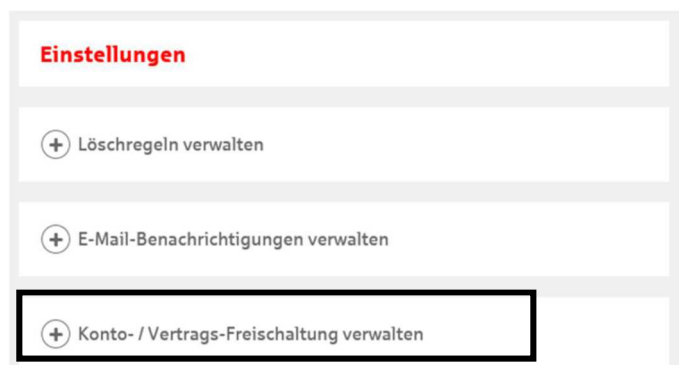 Einstellungen
Löschregeln verwalten
E-Mail-Benachrichtigungen verwalten
Konto- / Vertrags-Freischaltung verwalten